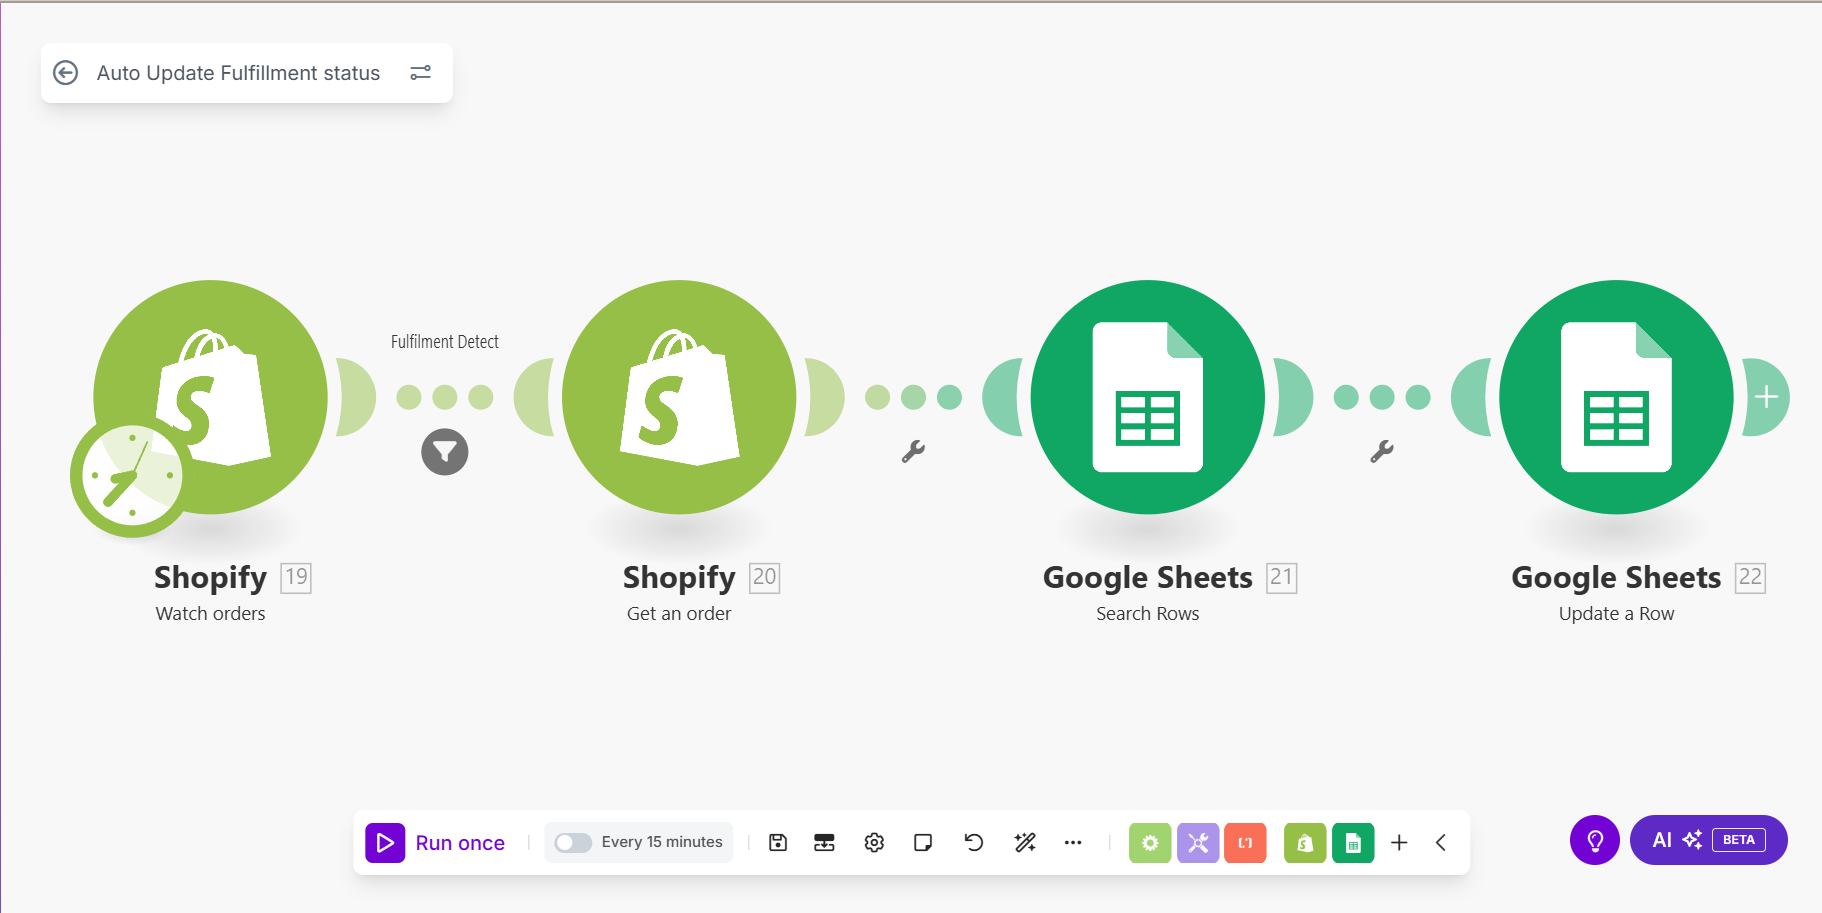 Auto Update Fulfillment status
Fulfilment Detect
Shopify 19
Watch orders
Shopify 20
Get an order
Google Sheets 21
Search Rows
Google Sheets 22
Update a Row
Run once
Every 15 minutes
AI BETA